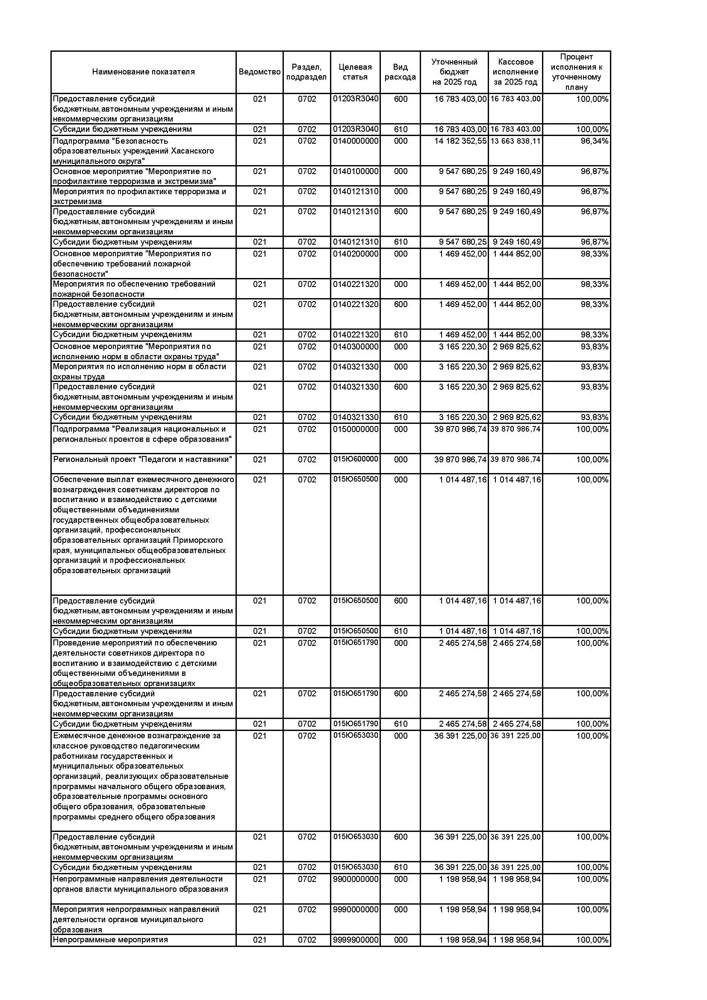 Наименование показателя Ведомство Раздел, подраздел Целевая статья Вид расхода Уточненный бюджет на 2025 год Кассовое исполнение за 2025 год Процент исполнения к уточненному плану
Предоставление субсидий 021 0702 01203R3040 600 16 783 403,00 16 783 403,00 100,00%
бюджетным,автономным учреждениям и иным
некоммерческим организациям
Субсидии бюджетным учреждениям 021 0702 01203R3040 610 16 783 403,00 16 783 403,00 100,00%
Подпрограмма "Безопасность 021 0702 0140000000 000 14 182 352,55 13 663 838,11 96,34%
образовательных учреждений Хасанского
муниципального округа"
Основное мероприятие "Мероприятие по 021 0702 0140100000 000 9 547 680,25 9 249 160,49 96,87%
профилактике терроризма и экстремизма"
Мероприятия по профилактике терроризма и 021 0702 0140121310 000 9 547 680,25 9 249 160,49 96,87%
экстремизма
Предоставление субсидий 021 0702 0140121310 600 9 547 680,25 9 249 160,49 96,87%
бюджетным,автономным учреждениям и иным
некоммерческим организациям
Субсидии бюджетным учреждениям 021 0702 0140121310 610 9 547 680,25 9 249 160,49 96,87%
Основное мероприятие "Мероприятия по 021 0702 0140200000 000 1 469 452,00 1 444 852,00 98,33%
обеспечению требований пожарной
безопасности"
Мероприятия по обеспечению требований 021 0702 0140221320 000 1 469 452,00 1 444 852,00 98,33%
пожарной безопасности
Предоставление субсидий 021 0702 0140221320 600 1 469 452,00 1 444 852,00 98,33%
бюджетным,автономным учреждениям и иным
некоммерческим организациям
Субсидии бюджетным учреждениям 021 0702 0140221320 610 1 469 452,00 1 444 852,00 98,33%
Основное мероприятие "Мероприятия по 021 0702 0140300000 000 3 165 220,30 2 969 825,62 93,83%
исполнению норм в области охраны труда"
Мероприятия по исполнению норм в области 021 0702 0140321330 000 3 165 220,30 2 969 825,62 93,83%
охраны труда
Предоставление субсидий 021 0702 0140321330 600 3 165 220,30 2 969 825,62 93,83%
бюджетным,автономным учреждениям и иным
некоммерческим организациям
Субсидии бюджетным учреждениям 021 0702 0140321330 610 3 165 220,30 2 969 825,62 93,83%
Подпрограмма "Реализация национальных и 021 0702 0150000000 000 39 870 986,74 39 870 986,74 100,00%
региональных проектов в сфере образования"
Региональный проект "Педагоги и наставники" 021 0702 015Ю600000 000 39 870 986,74 39 870 986,74 100,00%
Обеспечение выплат ежемесячного денежного 021 0702 015Ю650500 000 1 014 487,16 1 014 487,16 100,00%
вознаграждения советникам директоров по
воспитанию и взаимодействию с детскими
общественными объединениями
государственных общеобразовательных
организаций, профессиональных
образовательных организаций Приморского
края, муниципальных общеобразовательных
организаций и профессиональных
образовательных организаций
Предоставление субсидий 021 0702 015Ю650500 600 1 014 487,16 1 014 487,16 100,00%
бюджетным,автономным учреждениям и иным
некоммерческим организациям
Субсидии бюджетным учреждениям 021 0702 015Ю650500 610 1 014 487,16 1 014 487,16 100,00%
Проведение мероприятий по обеспечению 021 0702 015Ю651790 000 2 465 274,58 2 465 274,58 100,00%
деятельности советников директора по
воспитанию и взаимодействию с детскими
общественными объединениями в
общеобразовательных организациях
Предоставление субсидий 021 0702 015Ю651790 600 2 465 274,58 2 465 274,58 100,00%
бюджетным,автономным учреждениям и иным
некоммерческим организациям
Субсидии бюджетным учреждениям 021 0702 015Ю651790 610 2 465 274,58 2 465 274,58 100,00%
Ежемесячное денежное вознаграждение за 021 0702 015Ю653030 000 36 391 225,00 36 391 225,00 100,00%
классное руководство педагогическим
работникам государственных и
муниципальных образовательных
организаций, реализующих образовательные
программы начального общего образования,
образовательные программы основного
общего образования, образовательные
программы среднего общего образования
Предоставление субсидий 021 0702 015Ю653030 600 36 391 225,00 36 391 225,00 100,00%
бюджетным,автономным учреждениям и иным
некоммерческим организациям
Субсидии бюджетным учреждениям 021 0702 015Ю653030 610 36 391 225,00 36 391 225,00 100,00%
Непрограммные направления деятельности 021 0702 9900000000 000 1 198 958,94 1 198 958,94 100,00%
органов власти муниципального образования
Мероприятия непрограммных направлений 021 0702 9990000000 000 1 198 958,94 1 198 958,94 100,00%
деятельности органов муниципального
образования
Непрограммные мероприятия 021 0702 9999900000 000 1 198 958,94 1 198 958,94 100,00%